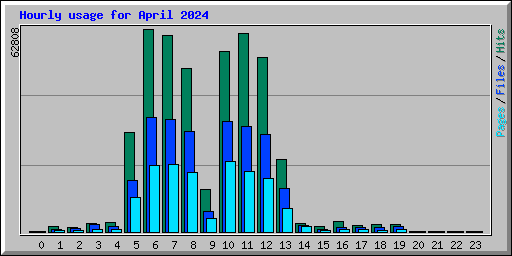 Hourly usage for April 2024
62808
Pages / Files / Hits
0 1 2 3 4 5 6 7 8 9 10 11 12 13 14 15 16 17 18 19 20 21 22 23